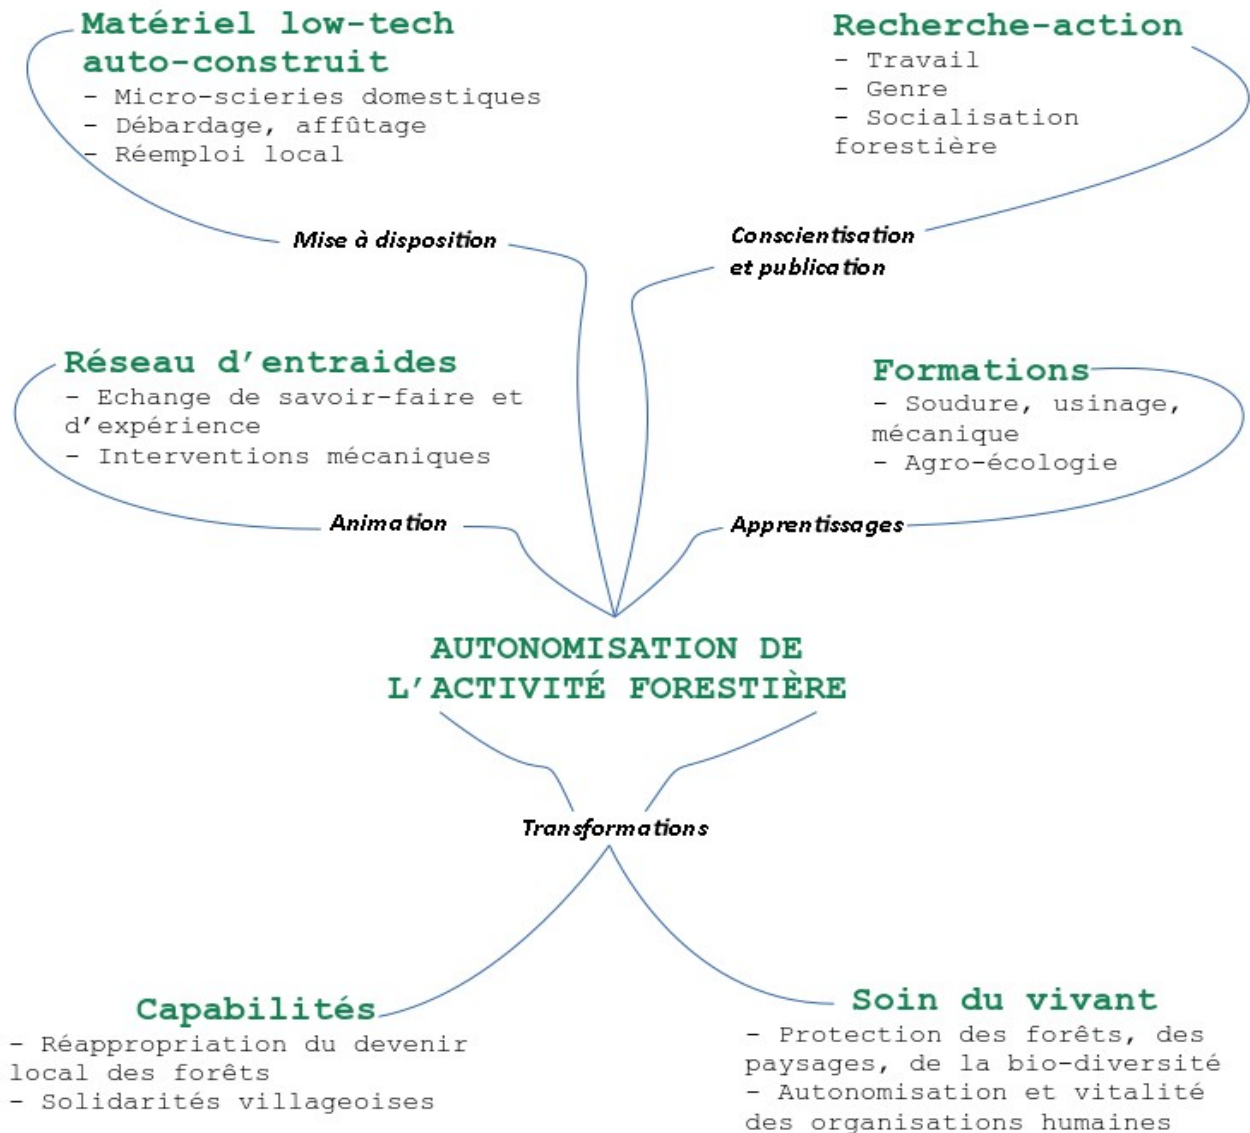 Matériel low-tech
auto-construit
- Micro-scieries domestiques
- Débardage, affûtage
- Réemploi local
Recherche-action
- Travail
- Genre
- Socialisation
forestière
Mise à disposition
Conscientisation
et publication
Réseau d’entraides
- Echange de savoir-faire et
d’expérience
- Interventions mécaniques
Formations
- Soudure, usinage,
mécanique
- Agro-écologie
Animation
Apprentissages
AUTONOMISATION DE
L’ACTIVITÉ FORESTIÈRE
Transformations
Capabilités
- Réappropriation du devenir
local des forêts
- Solidarités villageoises
Soin du vivant
- Protection des forêts, des
paysages, de la bio-diversité
- Autonomisation et vitalité
des organisations humaines